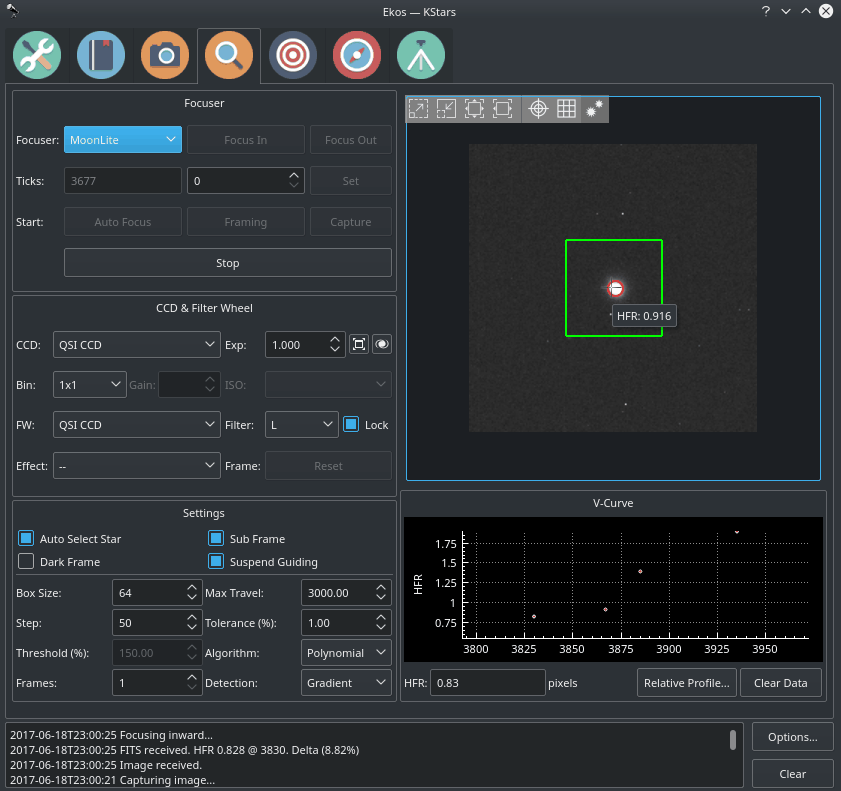 Ekos — KStars
Focuser
Focuser: MoonLite Focus In Focus Out
Ticks: 3677 0 Set
Start: Auto Focus Framing Capture
Stop
CCD & Filter Wheel
CCD: QSI CCD Exp: 1.000
Bin: 1x1 Gain: ISO:
FW: QSI CCD Filter: L Lock
Effect: -- Frame: Reset
Settings
Auto Select Star Sub Frame
Dark Frame Suspend Guiding
Box Size: 64 Max Travel: 3000.00
Step: 50 Tolerance (%): 1.00
Threshold (%): 150.00 Algorithm: Polynomial
Frames: 1 Detection: Gradient
HFR: 0.916
V-Curve
HFR
1.75
1.5
1.25
1
0.75
3800 3825 3850 3875 3900 3925 3950
HFR: 0.83 pixels Relative Profile... Clear Data
2017-06-18T23:00:25 Focusing inward...
2017-06-18T23:00:25 FITS received. HFR 0.828 @ 3830. Delta (8.82%)
2017-06-18T23:00:25 Image received.
2017-06-18T23:00:21 Capturing image...
Options...
Clear